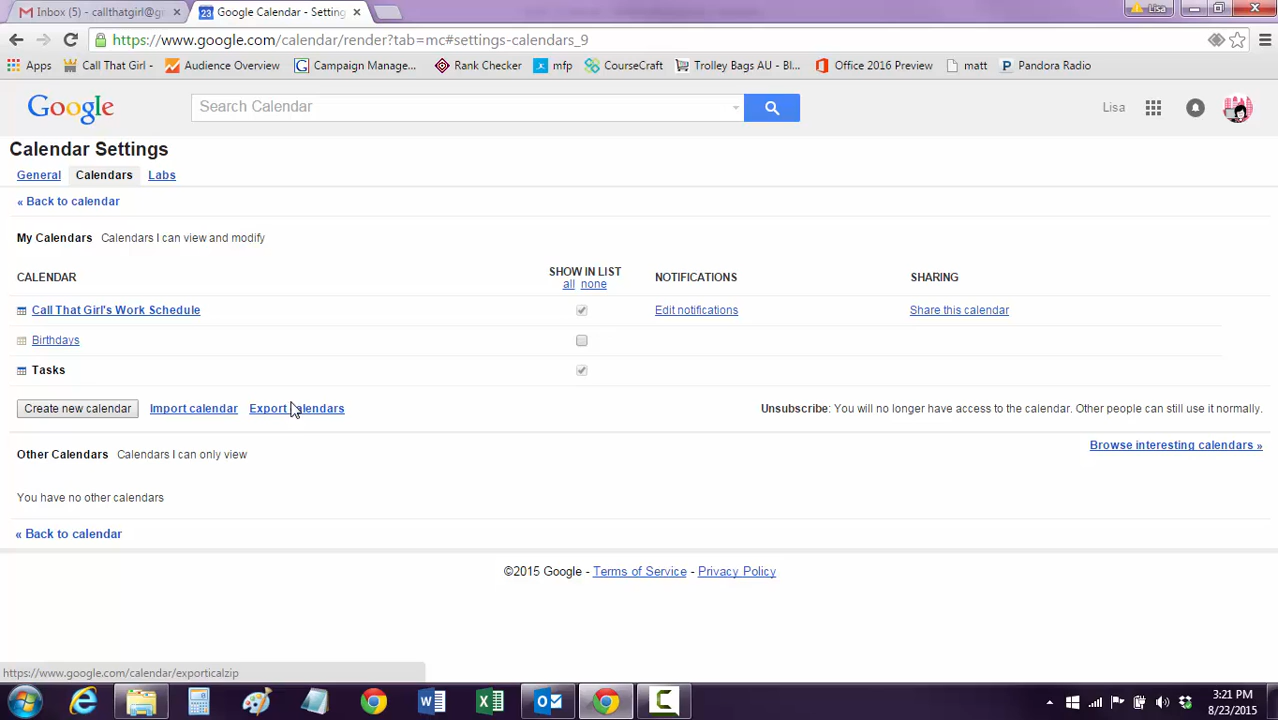 Inbox (5) - callthatgirl@g
Google Calendar - Setting
Lisa
https://www.google.com/calendar/render?tab=mc#settings-calendars_9
Apps
Call That Girl -
Audience Overview
Campaign Manage...
Rank Checker
mfp
CourseCraft
Trolley Bags AU - Bl...
Office 2016 Preview
matt
Pandora Radio
Google
Search Calendar
Lisa
Calendar Settings
General Calendars Labs
« Back to calendar
My Calendars Calendars I can view and modify
CALENDAR
SHOW IN LIST
all none
NOTIFICATIONS
SHARING
Call That Girl's Work Schedule
Edit notifications
Share this calendar
Birthdays
Tasks
Create new calendar Import calendar Export calendars
Unsubscribe: You will no longer have access to the calendar. Other people can still use it normally.
Browse interesting calendars »
Other Calendars Calendars I can only view
You have no other calendars
« Back to calendar
©2015 Google - Terms of Service - Privacy Policy
https://www.google.com/calendar/exporticalzip
3:21 PM
8/23/2015